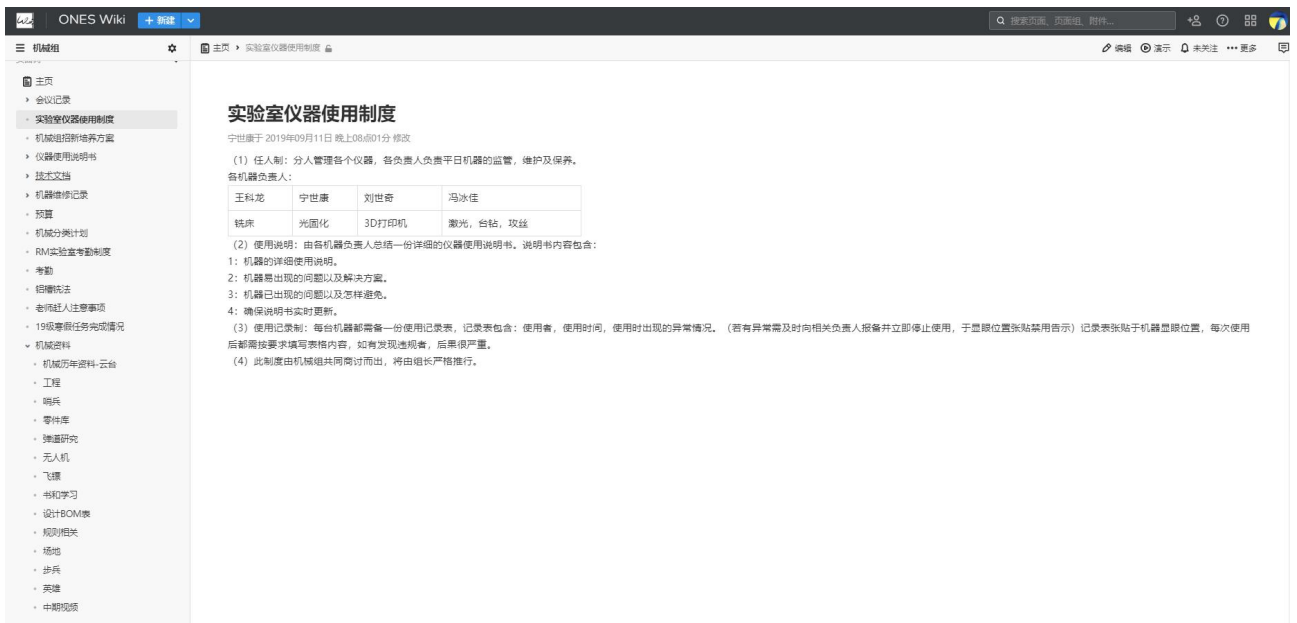 ONES Wiki
+ 新建
搜索页面、页面组、附件...
机械组
主页 › 实验室仪器使用制度
编辑 演示 未关注 ••• 更多
主页
会议记录
实验室仪器使用制度
机械组招新培养方案
仪器使用说明书
技术文档
机器维修记录
预算
机械分类计划
RM实验室考勤制度
考勤
铝槽铣法
老师赶人注意事项
19级寒假任务完成情况
机械资料
机械历年资料-云台
工程
哨兵
零件库
弹道研究
无人机
飞镖
书和学习
设计BOM表
规则相关
场地
步兵
英雄
中期视频
实验室仪器使用制度
宁世康于 2019年09月11日 晚上08点01分 修改
（1）任人制：分人管理各个仪器，各负责人负责平日机器的监管，维护及保养。
各机器负责人：
王科龙 宁世康 刘世奇 冯冰佳
铣床 光固化 3D打印机 激光，台钻，攻丝
（2）使用说明：由各机器负责人总结一份详细的仪器使用说明书。说明书内容包含：
1：机器的详细使用说明。
2：机器易出现的问题以及解决方案。
3：机器已出现的问题以及怎样避免。
4：确保说明书实时更新。
（3）使用记录制：每台机器都需备一份使用记录表，记录表包含：使用者，使用时间，使用时出现的异常情况。（若有异常需及时向相关负责人报备并立即停止使用，于显眼位置张贴禁用告示）记录表张贴于机器显眼位置，每次使用
后都需按要求填写表格内容，如有发现违规者，后果很严重。
（4）此制度由机械组共同商讨而出，将由组长严格推行。